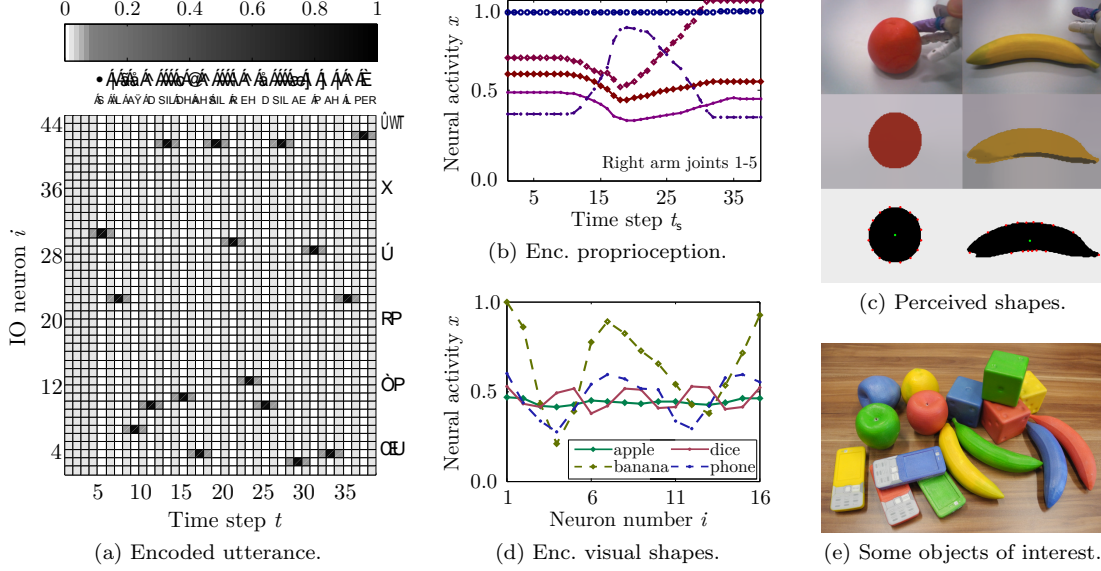 0 0.2 0.4 0.6 0.8 1
44
36
28
20
12
4
IO neuron i
X
Ú
RP
ÒP
5 10 15 20 25 30 35
Time step t
(a) Encoded utterance.
1.0
0.5
0.0
Neural activity x
Right arm joints 1-5
5 15 25 35
Time step tₛ
(b) Enc. proprioception.
(c) Perceived shapes.
1.0
0.5
0.0
Neural activity x
apple dice
banana phone
1 6 11 16
Neuron number i
(d) Enc. visual shapes.
(e) Some objects of interest.